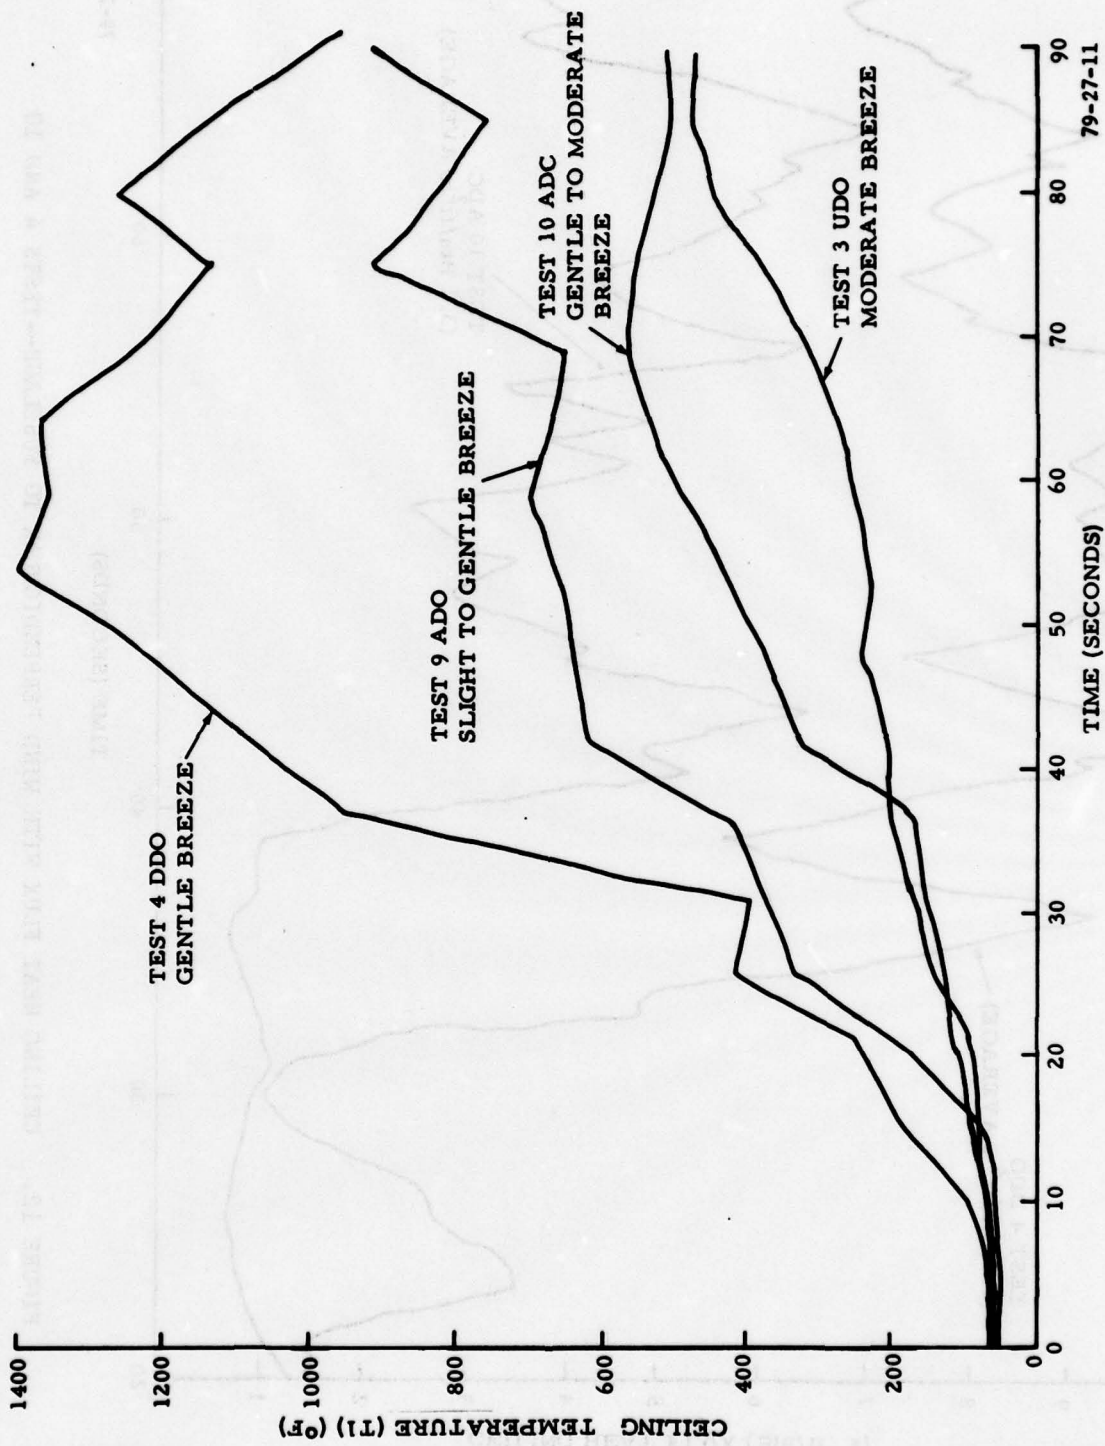 CEILING TEMPERATURE (T1) (°F)
1400
1200
1000
800
600
400
200
0
TEST 4 DDO
GENTLE BREEZE
TEST 9 ADO
SLIGHT TO GENTLE BREEZE
TEST 10 ADC
GENTLE TO MODERATE
BREEZE
TEST 3 UDO
MODERATE BREEZE
10
20
30
40
50
60
70
80
90
TIME (SECONDS)
79-27-11